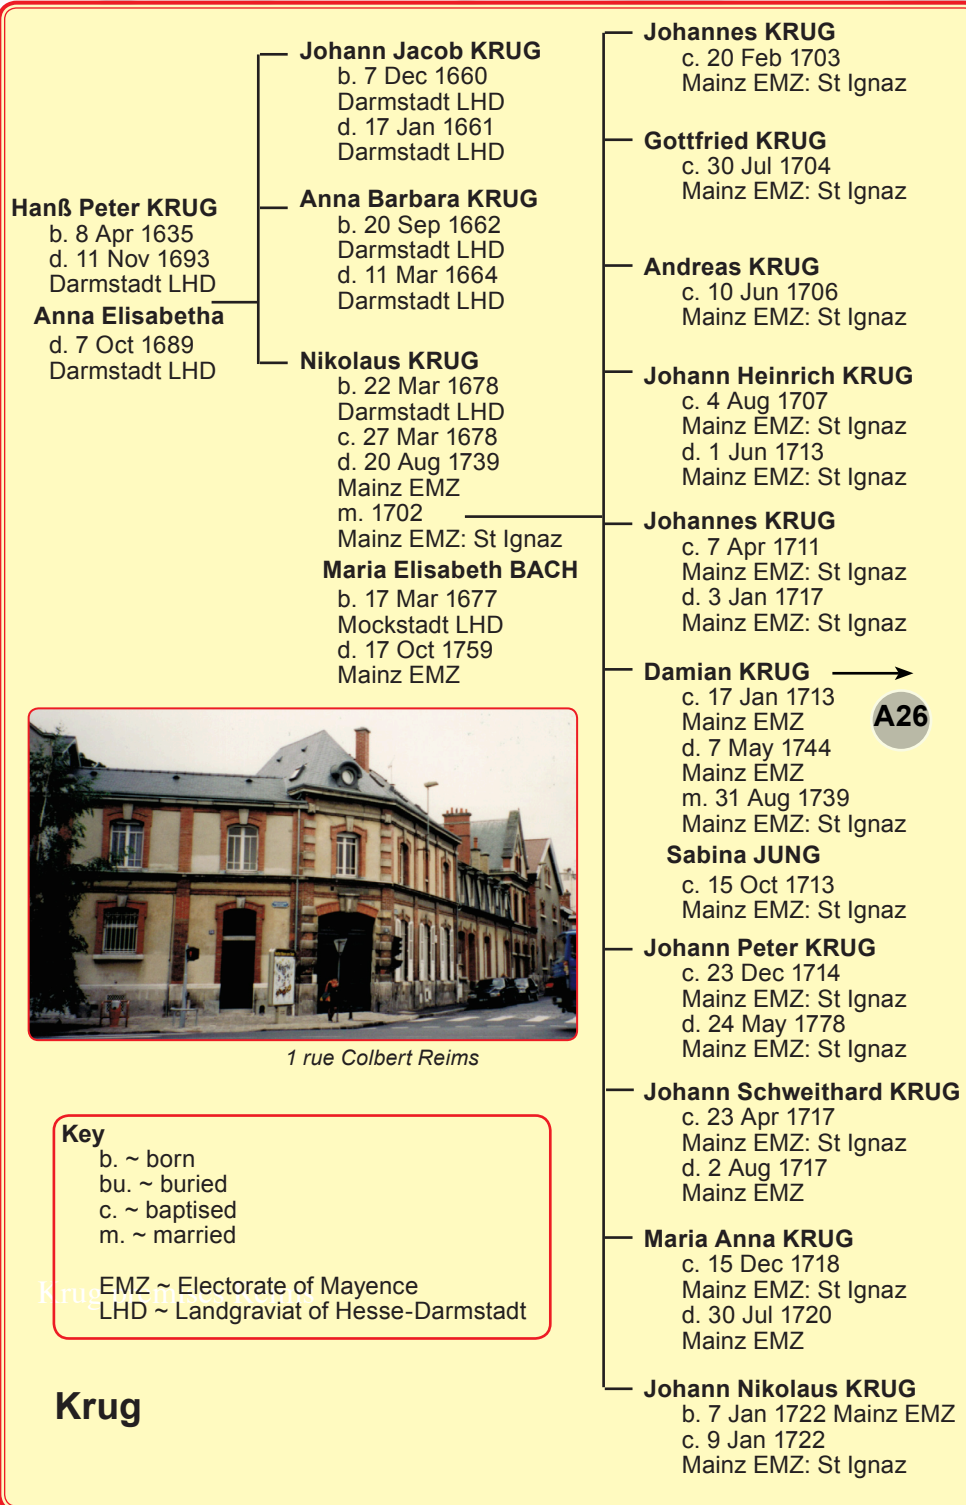 Hanß Peter KRUG
b. 8 Apr 1635
d. 11 Nov 1693
Darmstadt LHD
Anna Elisabetha
d. 7 Oct 1689
Darmstadt LHD
Johann Jacob KRUG
b. 7 Dec 1660
Darmstadt LHD
d. 17 Jan 1661
Darmstadt LHD
Anna Barbara KRUG
b. 20 Sep 1662
Darmstadt LHD
d. 11 Mar 1664
Darmstadt LHD
Nikolaus KRUG
b. 22 Mar 1678
Darmstadt LHD
c. 27 Mar 1678
d. 20 Aug 1739
Mainz EMZ
m. 1702
Mainz EMZ: St Ignaz
Maria Elisabeth BACH
b. 17 Mar 1677
Mockstadt LHD
d. 17 Oct 1759
Mainz EMZ
Johannes KRUG
c. 20 Feb 1703
Mainz EMZ: St Ignaz
Gottfried KRUG
c. 30 Jul 1704
Mainz EMZ: St Ignaz
Andreas KRUG
c. 10 Jun 1706
Mainz EMZ: St Ignaz
Johann Heinrich KRUG
c. 4 Aug 1707
Mainz EMZ: St Ignaz
d. 1 Jun 1713
Mainz EMZ: St Ignaz
Johannes KRUG
c. 7 Apr 1711
Mainz EMZ: St Ignaz
d. 3 Jan 1717
Mainz EMZ: St Ignaz
Damian KRUG
A26
c. 17 Jan 1713
Mainz EMZ
d. 7 May 1744
Mainz EMZ
m. 31 Aug 1739
Mainz EMZ: St Ignaz
Sabina JUNG
c. 15 Oct 1713
Mainz EMZ: St Ignaz
Johann Peter KRUG
c. 23 Dec 1714
Mainz EMZ: St Ignaz
d. 24 May 1778
Mainz EMZ: St Ignaz
Johann Schweithard KRUG
c. 23 Apr 1717
Mainz EMZ: St Ignaz
d. 2 Aug 1717
Mainz EMZ
Maria Anna KRUG
c. 15 Dec 1718
Mainz EMZ: St Ignaz
d. 30 Jul 1720
Mainz EMZ
Johann Nikolaus KRUG
b. 7 Jan 1722 Mainz EMZ
c. 9 Jan 1722
Mainz EMZ: St Ignaz
1 rue Colbert Reims
Key
b. ~ born
bu. ~ buried
c. ~ baptised
m. ~ married
EMZ ~ Electorate of Mayence
LHD ~ Landgraviat of Hesse-Darmstadt
Krug
Krug